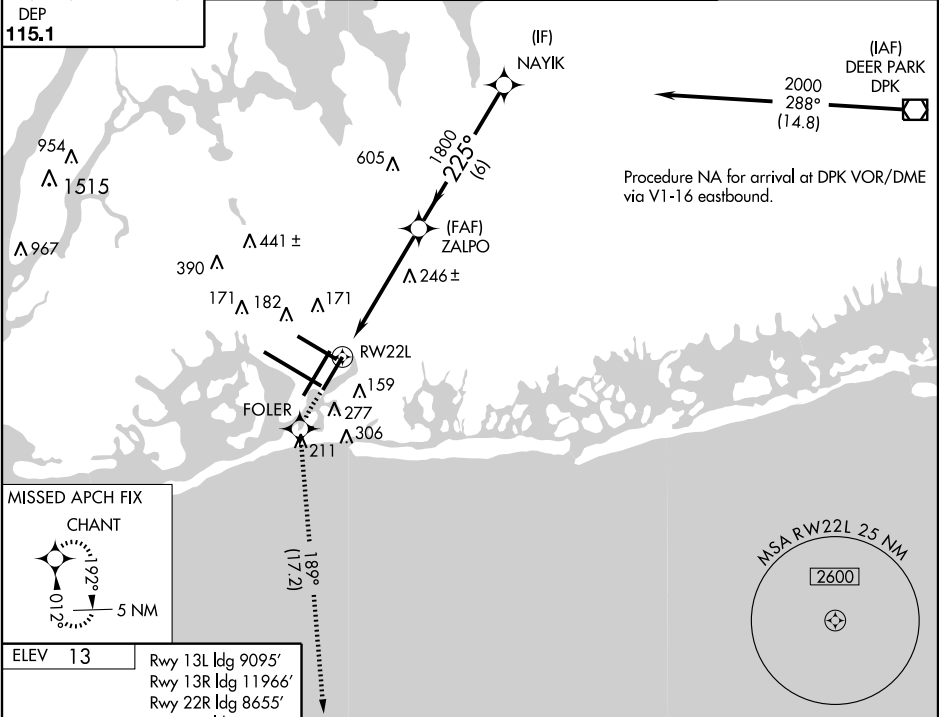 DEP
115.1
(IF)
NAYIK
(IAF)
DEER PARK
DPK
2000
288°
(14.8)
Procedure NA for arrival at DPK VOR/DME
via V1-16 eastbound.
1800
225°
(6)
954
1515
967
605
(FAF)
ZALPO
441 ±
390
246 ±
171
182
171
RW22L
159
FOLER
277
306
211
189°
(17.2)
MISSED APCH FIX
CHANT
192°
012°
5 NM
MSA RW22L 25 NM
2600
ELEV 13
Rwy 13L ldg 9095'
Rwy 13R ldg 11966'
Rwy 22R ldg 8655'